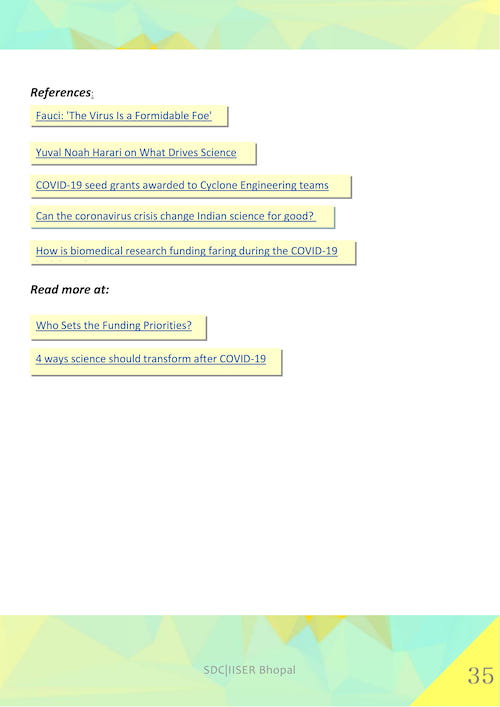 References:
Fauci: 'The Virus Is a Formidable Foe'
Yuval Noah Harari on What Drives Science
COVID-19 seed grants awarded to Cyclone Engineering teams
Can the coronavirus crisis change Indian science for good?
How is biomedical research funding faring during the COVID-19
Read more at:
Who Sets the Funding Priorities?
4 ways science should transform after COVID-19
SDC|IISER Bhopal
35